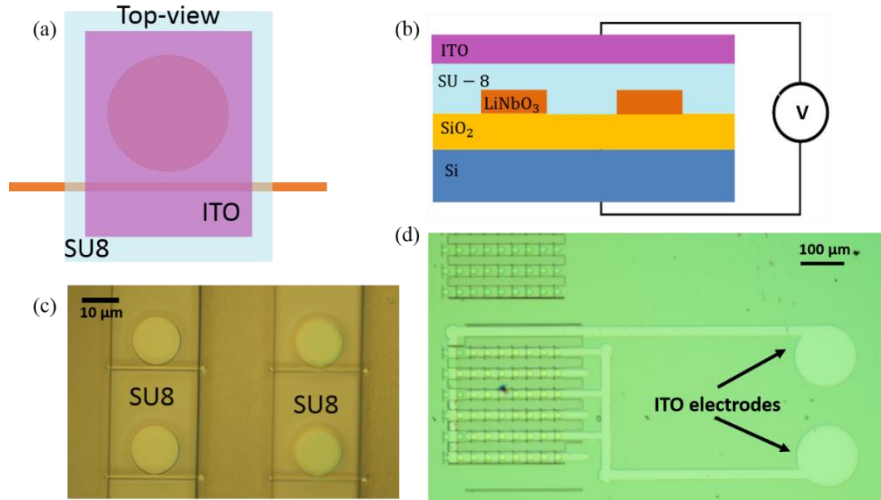 (a)
Top-view
ITO
SU8
(b)
ITO
SU − 8
LiNbO₃
SiO₂
Si
V
(c)
10 μm
SU8
SU8
(d)
100 μm
ITO electrodes